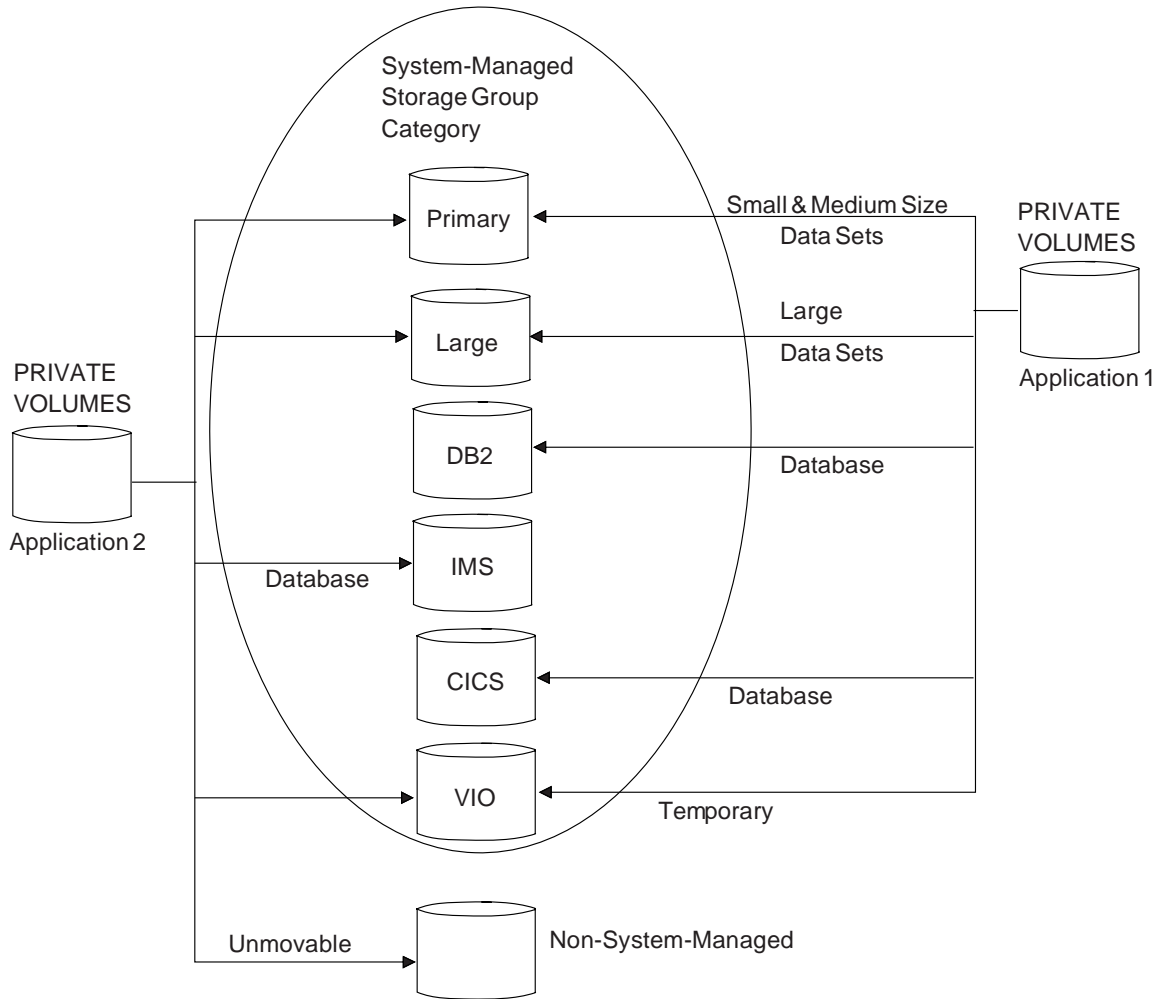 System-Managed
Storage Group
Category
Primary
Small & Medium Size
Data Sets
PRIVATE
VOLUMES
Application 1
Large
Large
Data Sets
PRIVATE
VOLUMES
Application 2
DB2
Database
IMS
Database
CICS
Database
VIO
Temporary
Unmovable
Non-System-Managed